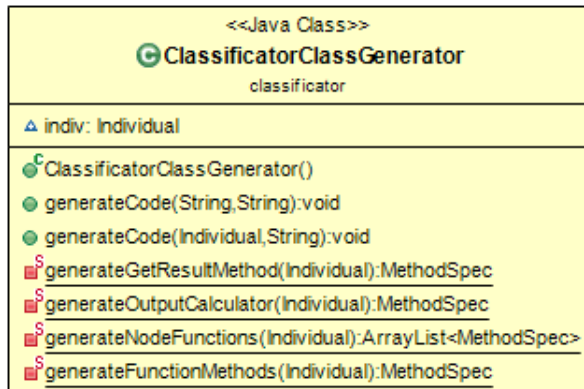 <<Java Class>>
C ClassificatorClassGenerator
classificator
indiv: Individual
C ClassificatorClassGenerator()
generateCode(String,String):void
generateCode(Individual,String):void
S generateGetResultMethod(Individual):MethodSpec
S generateOutputCalculator(Individual):MethodSpec
S generateNodeFunctions(Individual):ArrayList<MethodSpec>
S generateFunctionMethods(Individual):MethodSpec